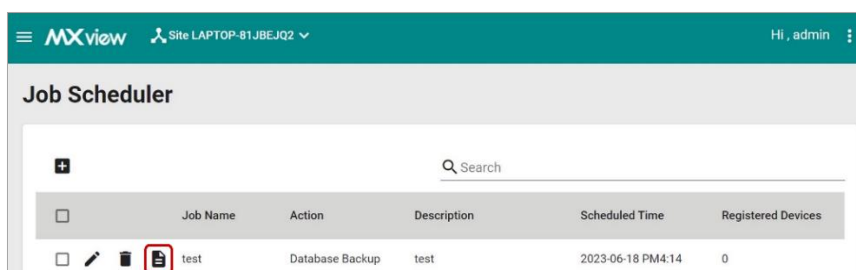 MXview Site LAPTOP-81JBEJQ2 Hi , admin
Job Scheduler
Search
Job Name Action Description Scheduled Time Registered Devices
test Database Backup test 2023-06-18 PM4:14 0